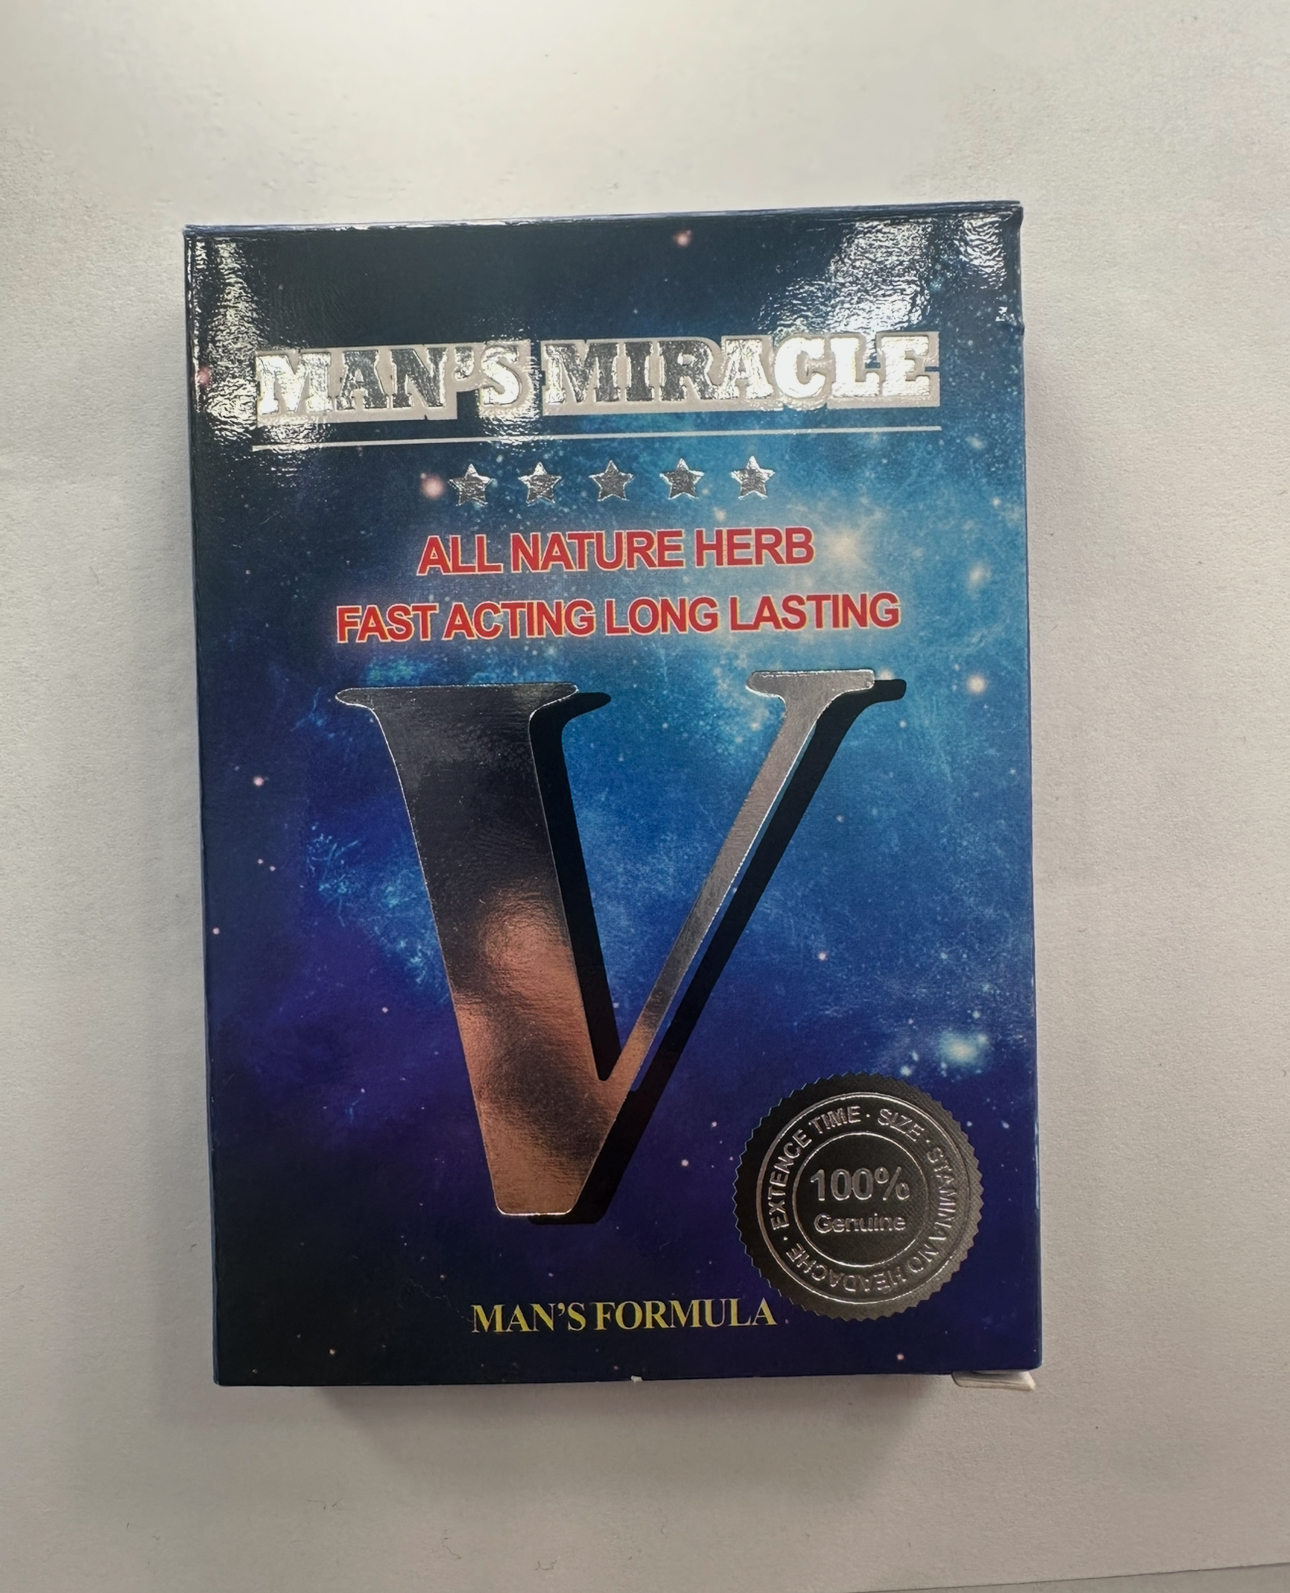 MAN'S MIRACLE
ALL NATURE HERB
FAST ACTING LONG LASTING
V
EXTENCE TIME · SIZE · STAMINA NO HEADACHE ·
100%
Genuine
MAN'S FORMULA